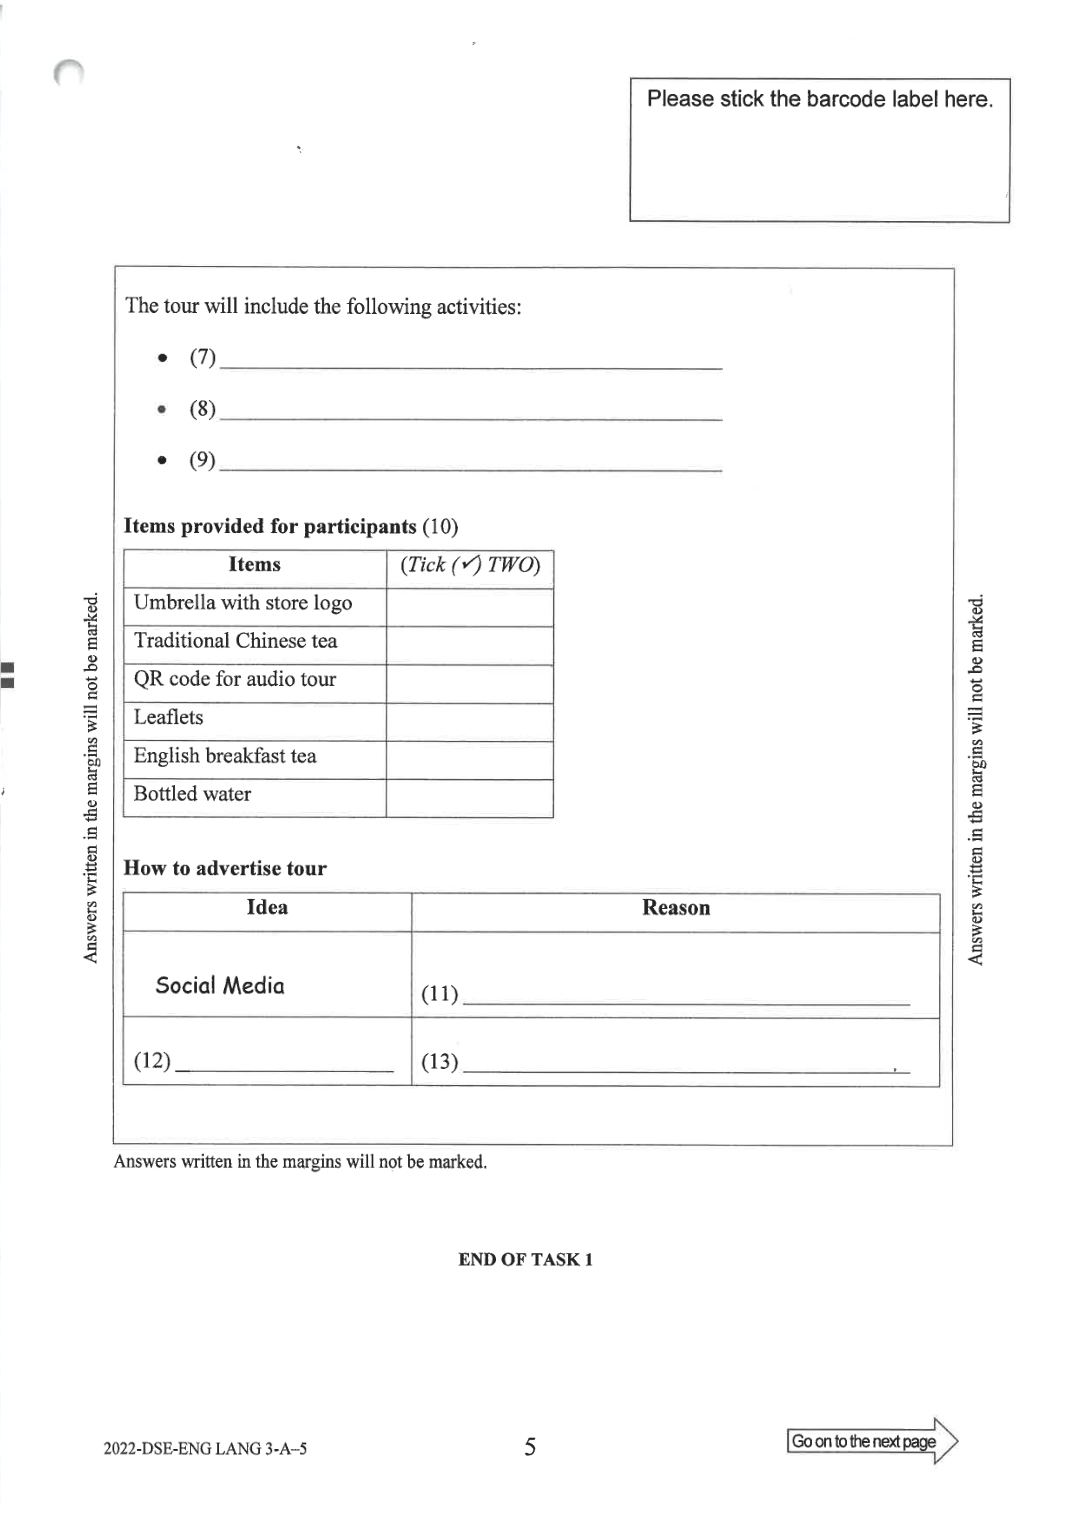 Please stick the barcode label here.
The tour will include the following activities:
• (7)
• (8)
• (9)
Items provided for participants (10)
Items (Tick (✓) TWO)
Umbrella with store logo
Traditional Chinese tea
QR code for audio tour
Leaflets
English breakfast tea
Bottled water
How to advertise tour
Idea Reason
Social Media (11)
(12) (13)
Answers written in the margins will not be marked.
Answers written in the margins will not be marked.
Answers written in the margins will not be marked.
END OF TASK 1
2022-DSE-ENG LANG 3-A–5 5 Go on to the next page